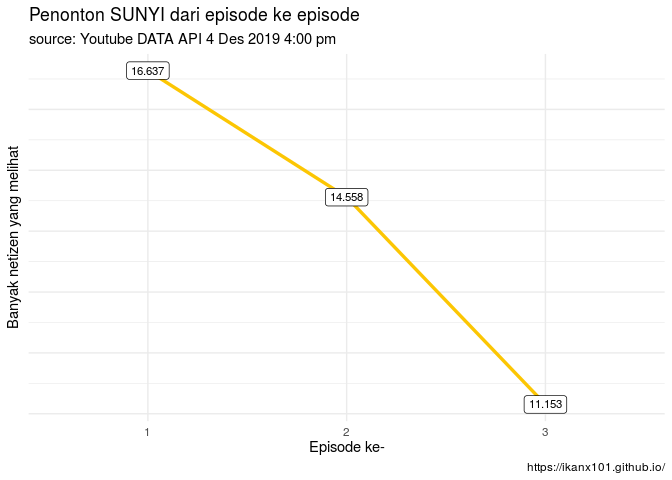 Penonton SUNYI dari episode ke episode
source: Youtube DATA API 4 Des 2019 4:00 pm
Banyak netizen yang melihat
16.637
14.558
11.153
1 2 3
Episode ke-
https://ikanx101.github.io/